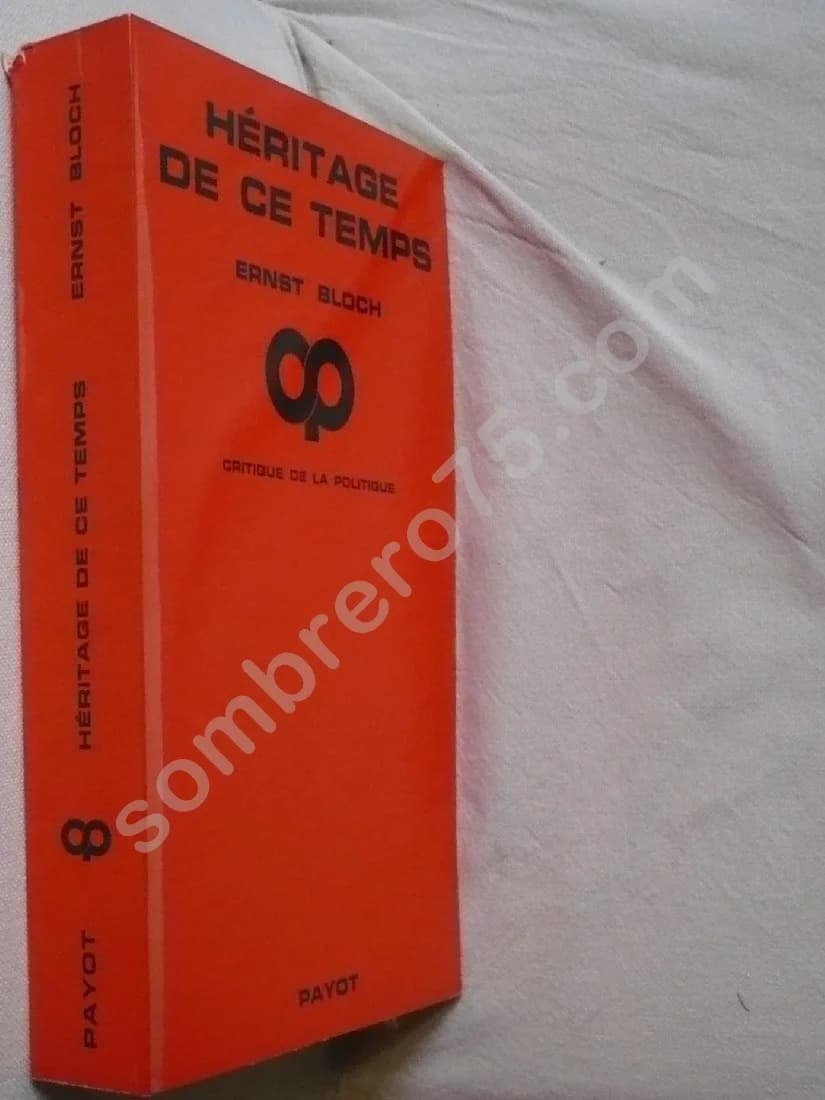 HÉRITAGE
DE CE TEMPS
ERNST BLOCH
cp
CRITIQUE DE LA POLITIQUE
PAYOT
ERNST BLOCH
HÉRITAGE DE CE TEMPS
cp
PAYOT
sombrero75.com